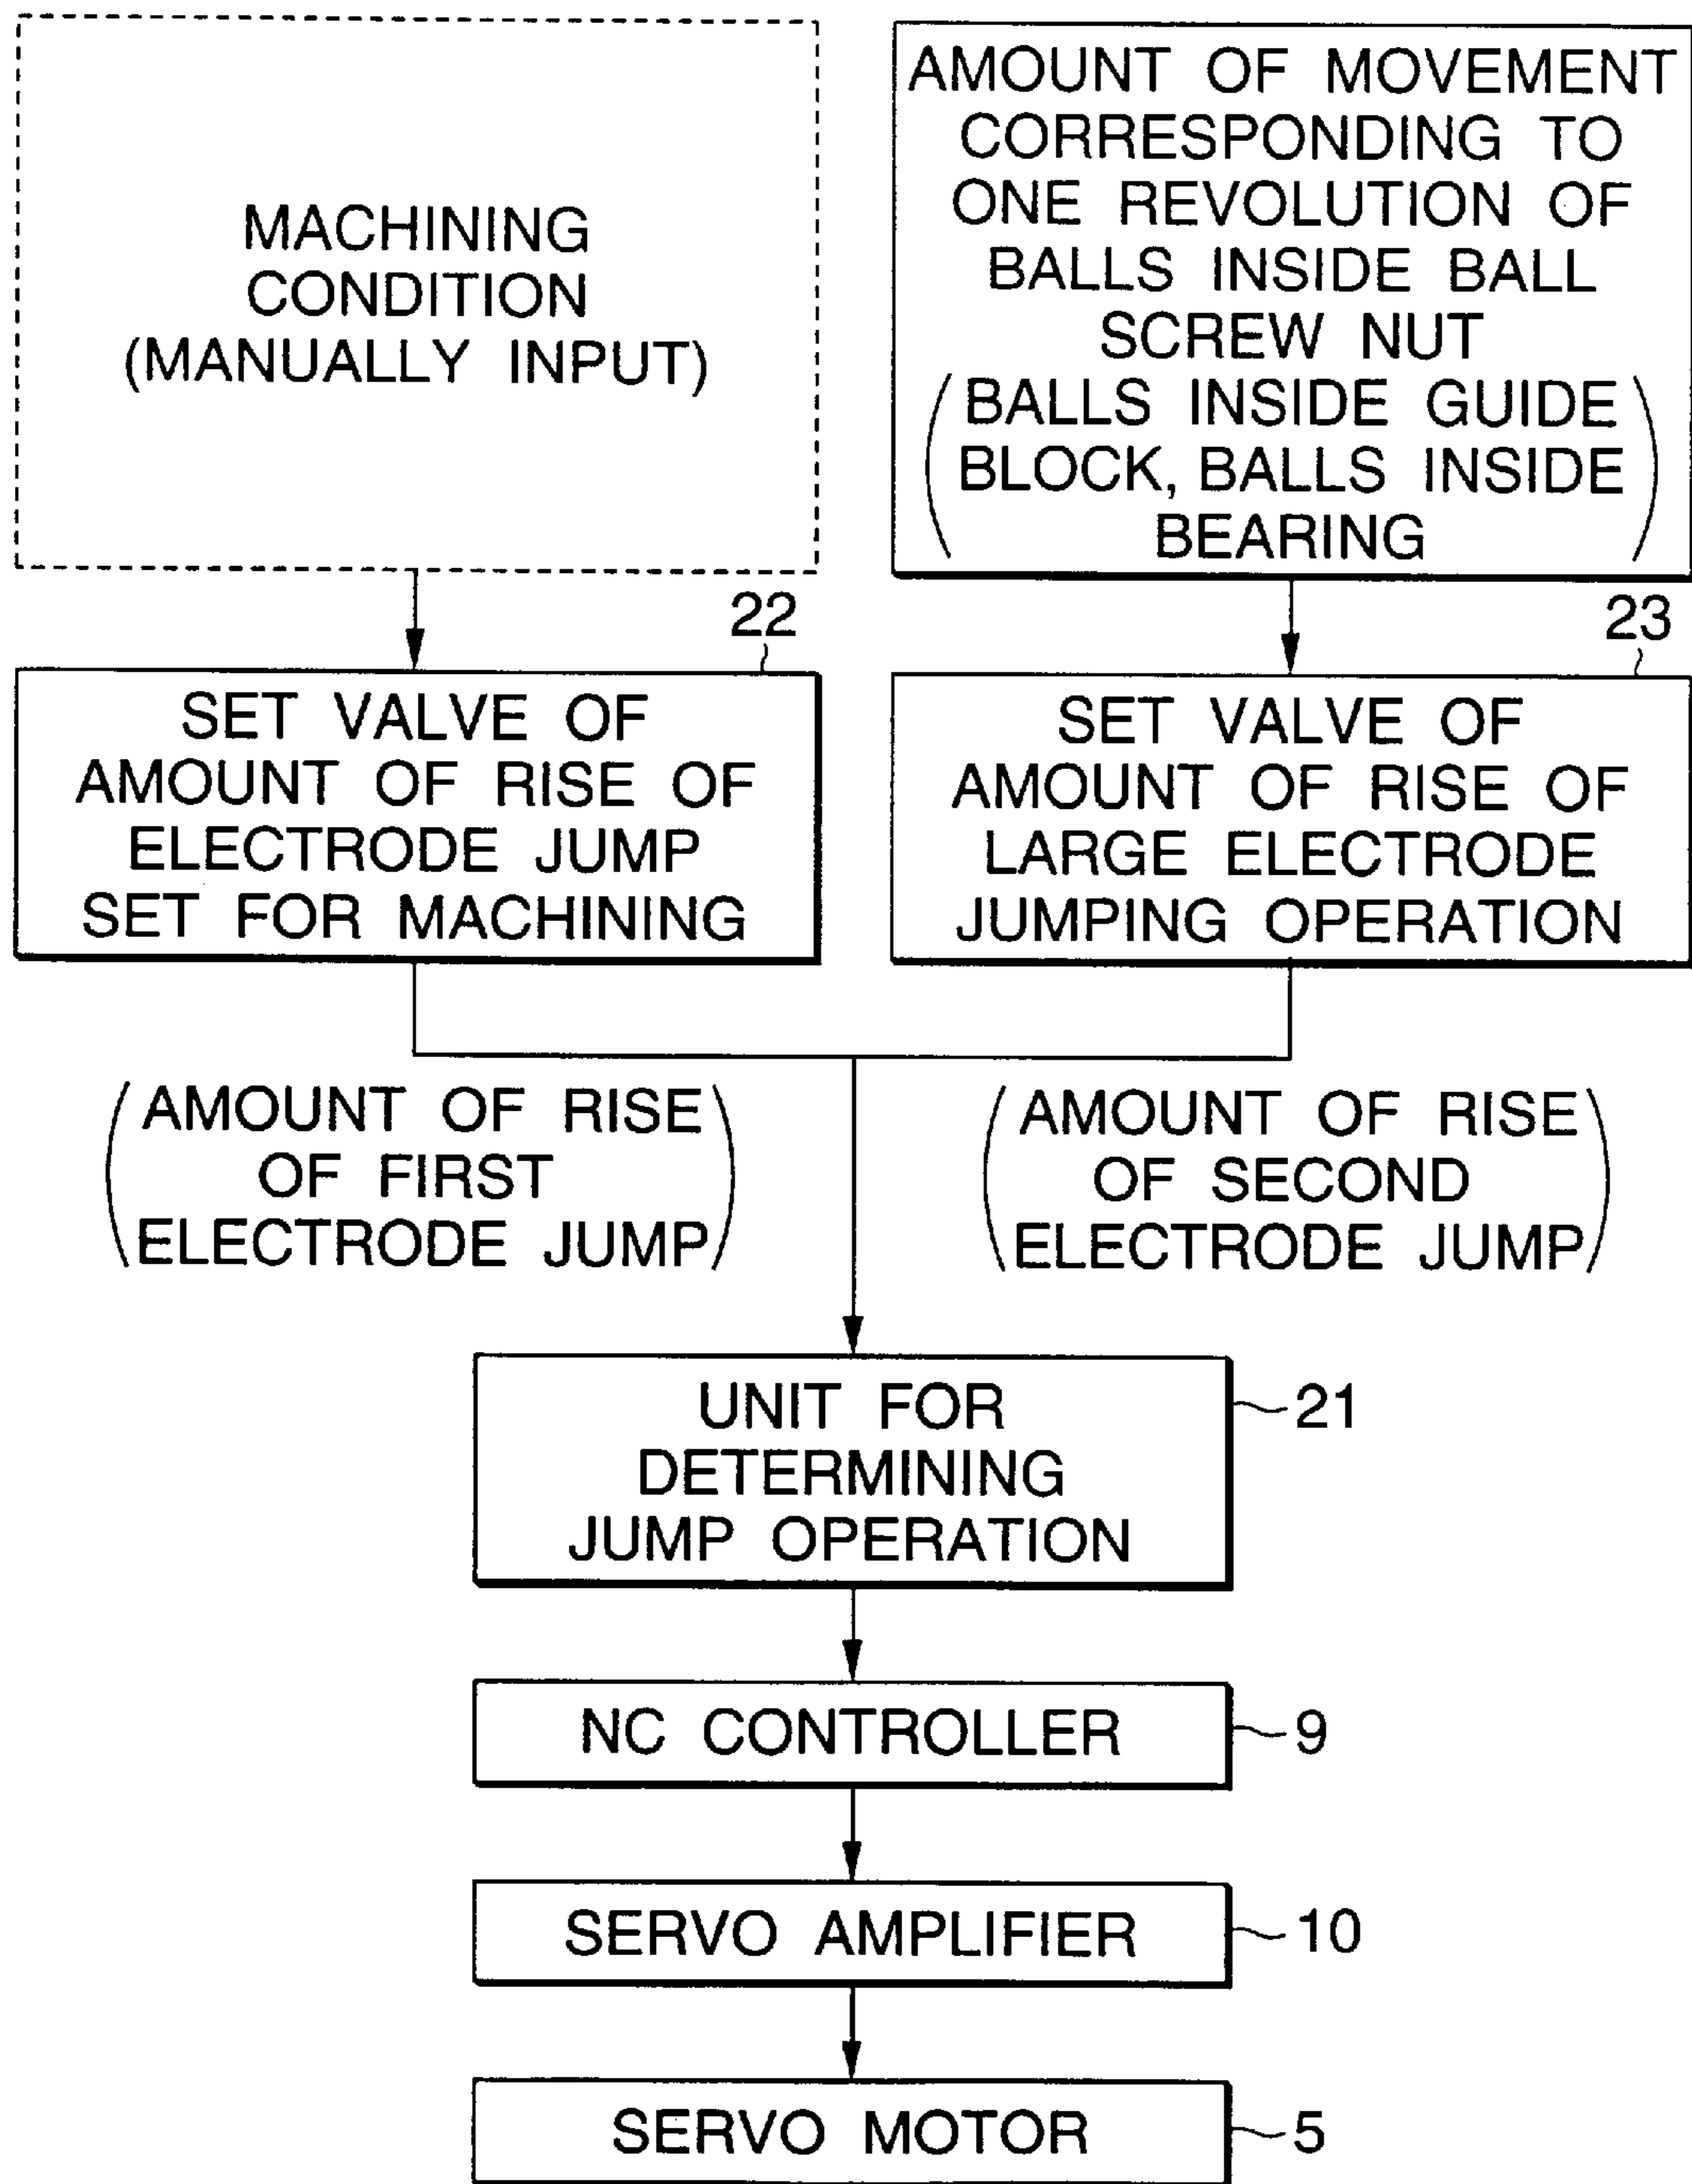 MACHINING
CONDITION
(MANUALLY INPUT)
AMOUNT OF MOVEMENT
CORRESPONDING TO
ONE REVOLUTION OF
BALLS INSIDE BALL
SCREW NUT
(BALLS INSIDE GUIDE
BLOCK, BALLS INSIDE
BEARING)
22
SET VALVE OF
AMOUNT OF RISE OF
ELECTRODE JUMP
SET FOR MACHINING
23
SET VALVE OF
AMOUNT OF RISE OF
LARGE ELECTRODE
JUMPING OPERATION
(AMOUNT OF RISE
OF FIRST
ELECTRODE JUMP)
(AMOUNT OF RISE
OF SECOND
ELECTRODE JUMP)
UNIT FOR
DETERMINING
JUMP OPERATION
21
NC CONTROLLER
9
SERVO AMPLIFIER
10
SERVO MOTOR
5